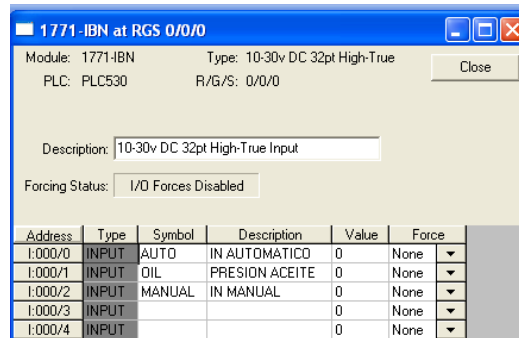 1771-IBN at RGS 0/0/0
Module: 1771-IBN Type: 10-30v DC 32pt High-True
Close
PLC: PLC530 R/G/S: 0/0/0
Description: 10-30v DC 32pt High-True Input
Forcing Status: I/O Forces Disabled
Address Type Symbol Description Value Force
I:000/0 INPUT AUTO IN AUTOMATICO 0 None
I:000/1 INPUT OIL PRESION ACEITE 0 None
I:000/2 INPUT MANUAL IN MANUAL 0 None
I:000/3 INPUT 0 None
I:000/4 INPUT 0 None